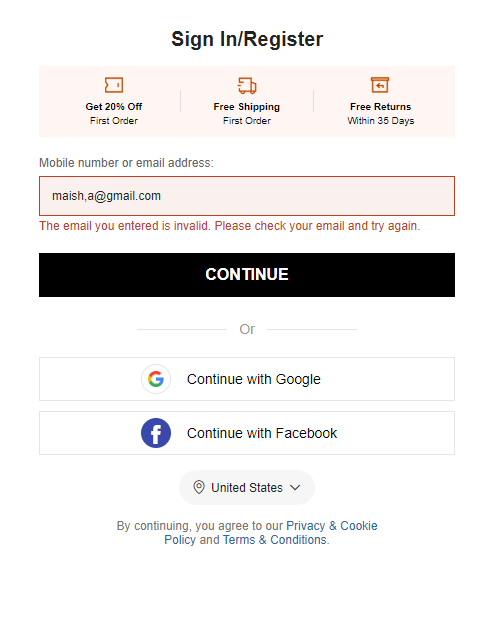 Sign In/Register
Get 20% Off
First Order
Free Shipping
First Order
Free Returns
Within 35 Days
Mobile number or email address:
maish,a@gmail.com
The email you entered is invalid. Please check your email and try again.
CONTINUE
Or
Continue with Google
Continue with Facebook
United States
By continuing, you agree to our Privacy & Cookie
Policy and Terms & Conditions.